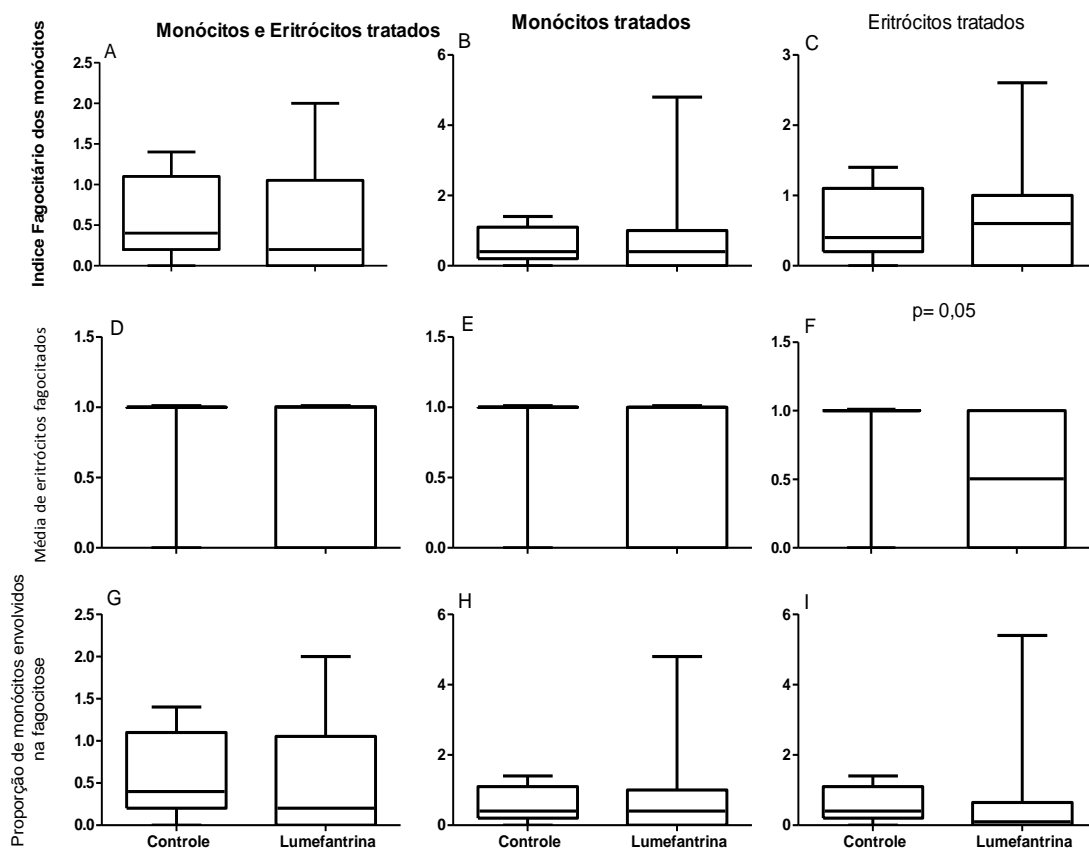 Monócitos e Eritrócitos tratados
Monócitos tratados
Eritrócitos tratados
Indice Fagocitário dos monócitos
A
2.5
2.0
1.5
1.0
0.5
0.0
B
6
4
2
0
C
3
2
1
0
Média de eritrócitos fagocitados
D
1.5
1.0
0.5
0.0
E
1.5
1.0
0.5
0.0
p= 0,05
F
1.5
1.0
0.5
0.0
Proporção de monócitos envolvidos
na fagocitose
G
2.5
2.0
1.5
1.0
0.5
0.0
Controle
Lumefantrina
H
6
4
2
0
Controle
Lumefantrina
I
6
4
2
0
Controle
Lumefantrina